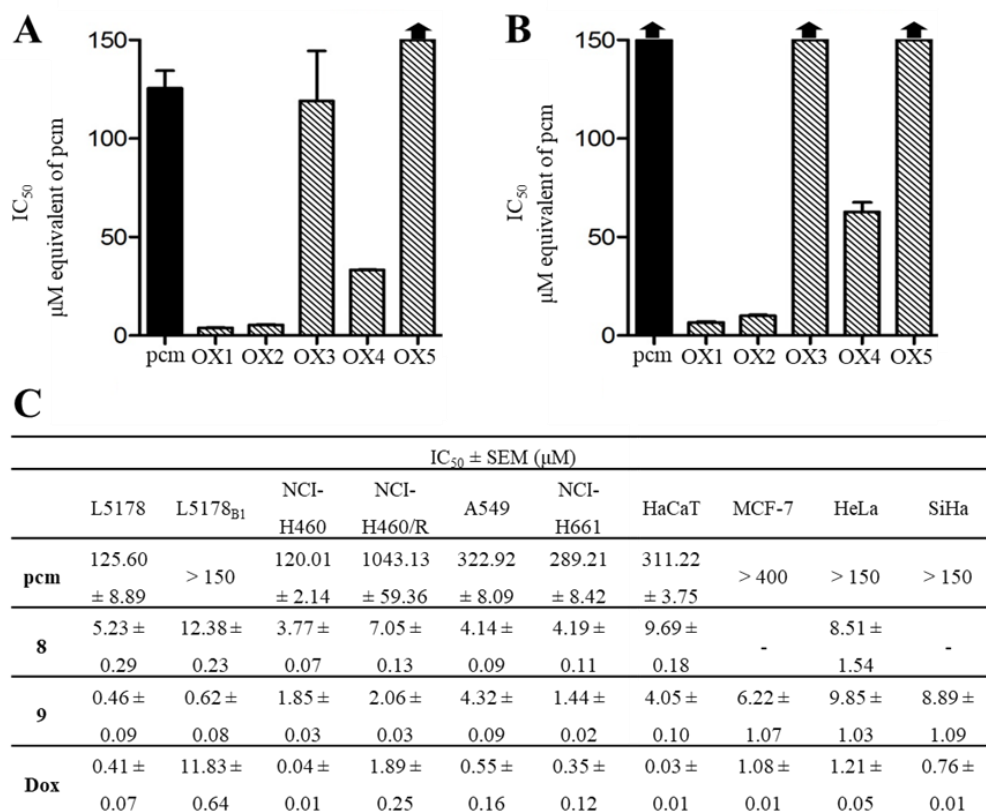 A
B
150
100
50
0
IC50
µM equivalent of pcm
pcm OX1 OX2 OX3 OX4 OX5
150
100
50
0
IC50
µM equivalent of pcm
pcm OX1 OX2 OX3 OX4 OX5
C
IC50 ± SEM (µM)
L5178 L5178B1 NCI-H460 NCI-H460/R A549 NCI-H661 HaCaT MCF-7 HeLa SiHa
pcm 125.60 ± 8.89 > 150 120.01 ± 2.14 1043.13 ± 59.36 322.92 ± 8.09 289.21 ± 8.42 311.22 ± 3.75 > 400 > 150 > 150
8 5.23 ± 0.29 12.38 ± 0.23 3.77 ± 0.07 7.05 ± 0.13 4.14 ± 0.09 4.19 ± 0.11 9.69 ± 0.18 - 8.51 ± 1.54 -
9 0.46 ± 0.09 0.62 ± 0.08 1.85 ± 0.03 2.06 ± 0.03 4.32 ± 0.09 1.44 ± 0.02 4.05 ± 0.10 6.22 ± 1.07 9.85 ± 1.03 8.89 ± 1.09
Dox 0.41 ± 0.07 11.83 ± 0.64 0.04 ± 0.01 1.89 ± 0.25 0.55 ± 0.16 0.35 ± 0.12 0.03 ± 0.01 1.08 ± 0.01 1.21 ± 0.05 0.76 ± 0.01